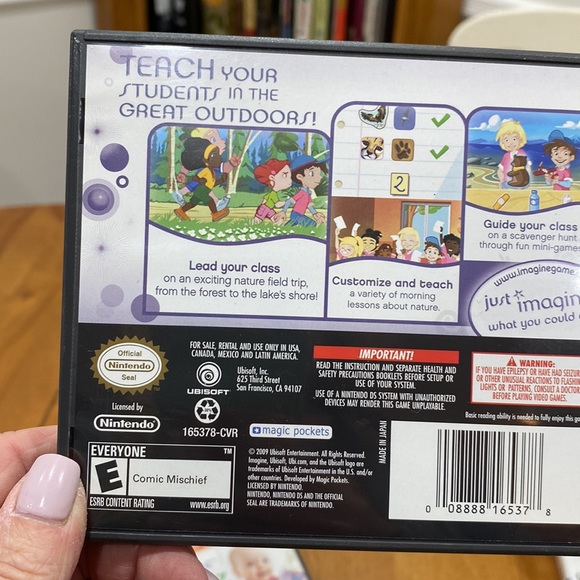 TEACH YOUR
STUDENTS IN THE
GREAT OUTDOORS!
2
Lead your class
on an exciting nature field trip,
from the forest to the lake's shore!
Customize and teach
a variety of morning
lessons about nature.
Guide your class
on a scavenger hunt
through fun mini-games
www.imaginegame
just imagin
what you could
Official
Nintendo
Seal
Licensed by
Nintendo
FOR SALE, RENTAL AND USE ONLY IN USA,
CANADA, MEXICO AND LATIN AMERICA.
UBISOFT
Ubisoft, Inc.
625 Third Street
San Francisco, CA 94107
165378-CVR
IMPORTANT!
READ THE INSTRUCTION AND SEPARATE HEALTH AND
SAFETY PRECAUTIONS BOOKLETS BEFORE SETUP OR
USE OF YOUR SYSTEM.
USE OF A NINTENDO DS SYSTEM WITH UNAUTHORIZED
DEVICES MAY RENDER THIS GAME UNPLAYABLE.
WARNING:
IF YOU HAVE EPILEPSY OR HAVE HAD SEIZUR
OR OTHER UNUSUAL REACTIONS TO FLASHIN
LIGHTS OR PATTERNS, CONSULT A DOCTOR
BEFORE PLAYING VIDEO GAMES.
Basic reading ability is needed to fully enjoy this ga
magic pockets
© 2009 Ubisoft Entertainment. All Rights Reserved.
Imagine, Ubisoft, Ubi.com, and the Ubisoft logo are
trademarks of Ubisoft Entertainment in the U.S. and/or
other countries. Developed by Magic Pockets.
LICENSED BY NINTENDO.
NINTENDO, NINTENDO DS AND THE OFFICIAL
SEAL ARE TRADEMARKS OF NINTENDO.
MADE IN JAPAN
EVERYONE
TM
E
Comic Mischief
ESRB CONTENT RATING www.esrb.org
0 08888 16537 8